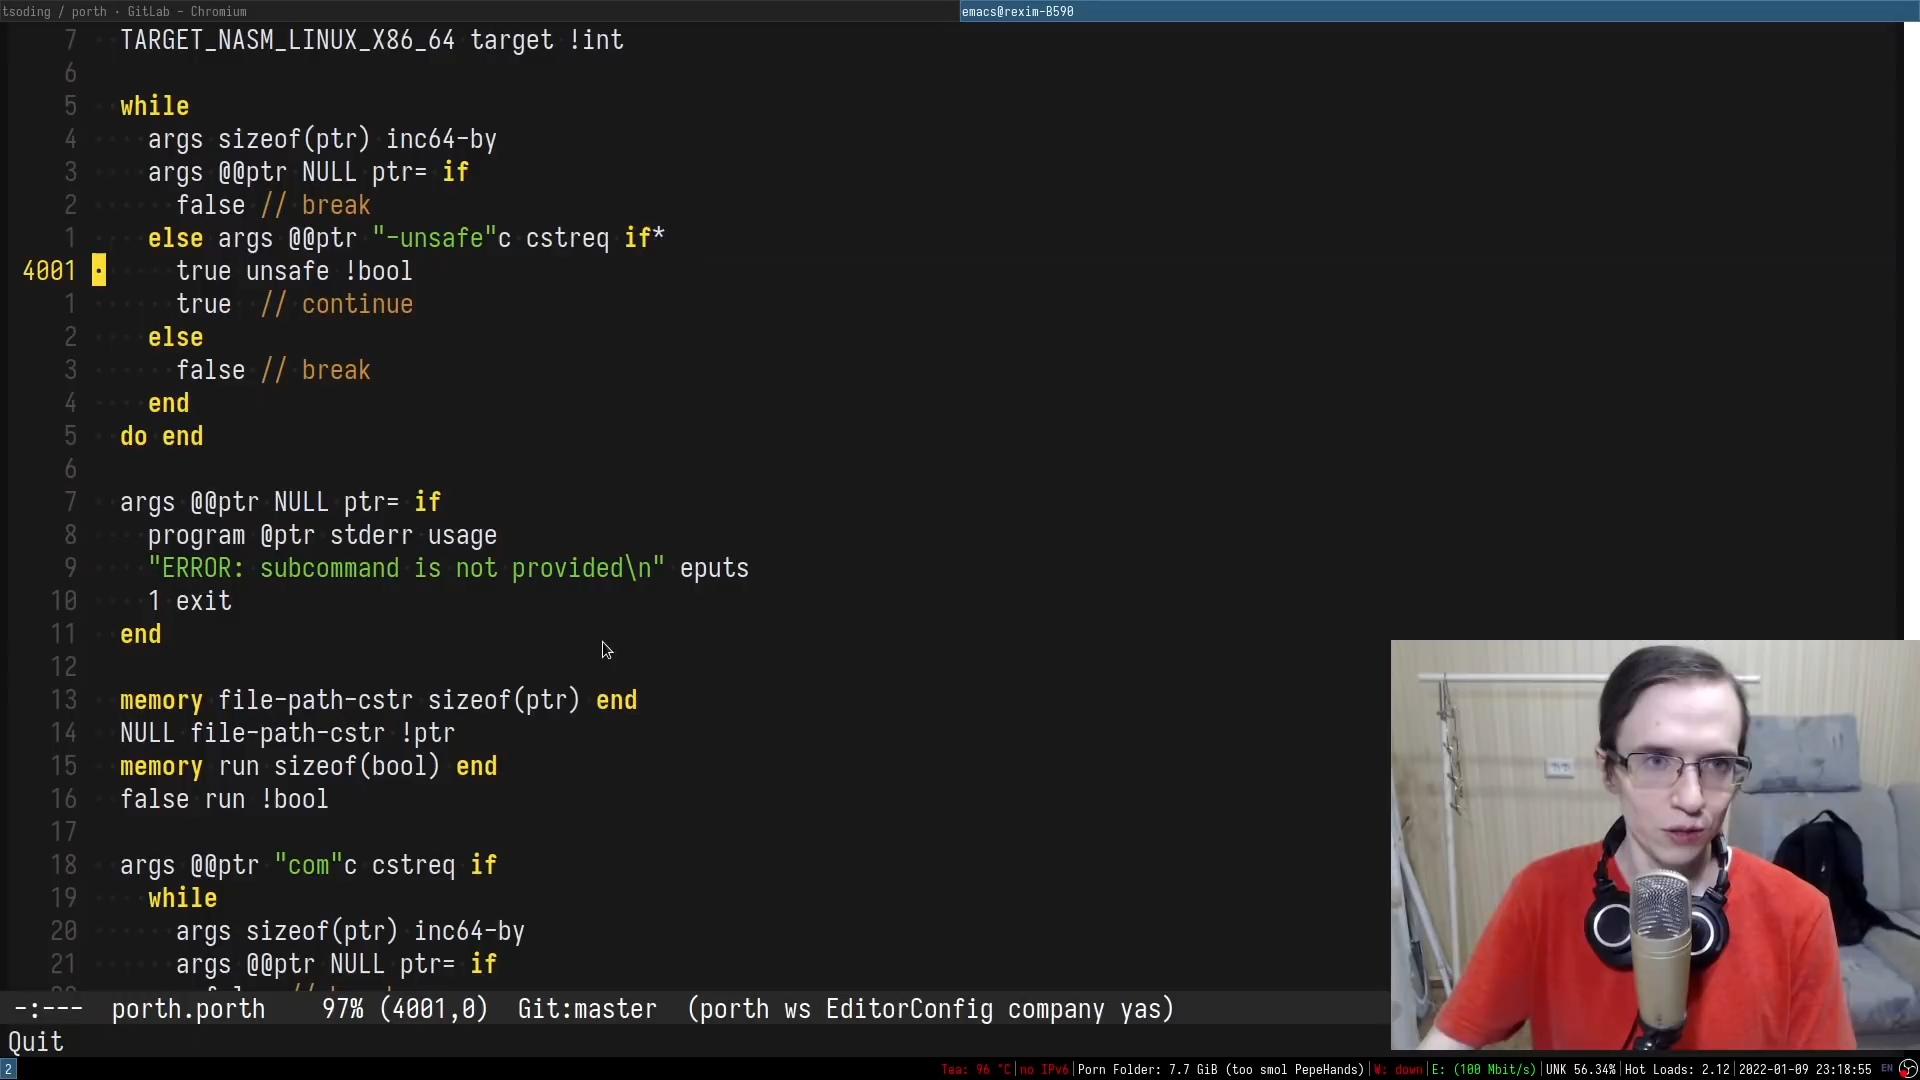 tsoding / porth · GitLab - Chromium
emacs@rexim-B590
7 TARGET_NASM_LINUX_X86_64 target !int
6
5 while
4 args sizeof(ptr) inc64-by
3 args @@ptr NULL ptr= if
2 false // break
1 else args @@ptr "-unsafe"c cstreq if*
4001 true unsafe !bool
1 true // continue
2 else
3 false // break
4 end
5 do end
6
7 args @@ptr NULL ptr= if
8 program @ptr stderr usage
9 "ERROR: subcommand is not provided\n" eputs
10 1 exit
11 end
12
13 memory file-path-cstr sizeof(ptr) end
14 NULL file-path-cstr !ptr
15 memory run sizeof(bool) end
16 false run !bool
17
18 args @@ptr "com"c cstreq if
19 while
20 args sizeof(ptr) inc64-by
21 args @@ptr NULL ptr= if
-:--- porth.porth 97% (4001,0) Git:master (porth ws EditorConfig company yas)
Quit
2 Tea: 96 °C|no IPv6|Porn Folder: 7.7 GiB (too smol PepeHands)|W: down|E: (100 Mbit/s)|UNK 56.34%|Hot Loads: 2.12|2022-01-09 23:18:55 EN